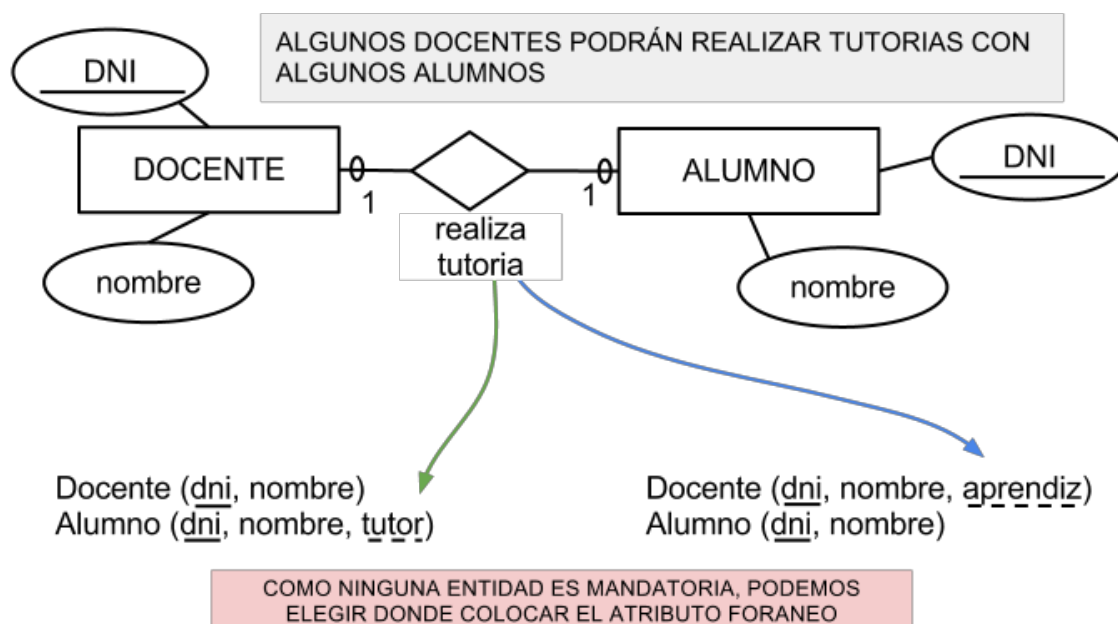 ALGUNOS DOCENTES PODRÁN REALIZAR TUTORIAS CON
ALGUNOS ALUMNOS
DNI
DOCENTE
1
1
ALUMNO
DNI
nombre
realiza
tutoria
nombre
Docente (dni, nombre)
Alumno (dni, nombre, tutor)
Docente (dni, nombre, aprendiz)
Alumno (dni, nombre)
COMO NINGUNA ENTIDAD ES MANDATORIA, PODEMOS
ELEGIR DONDE COLOCAR EL ATRIBUTO FORANEO